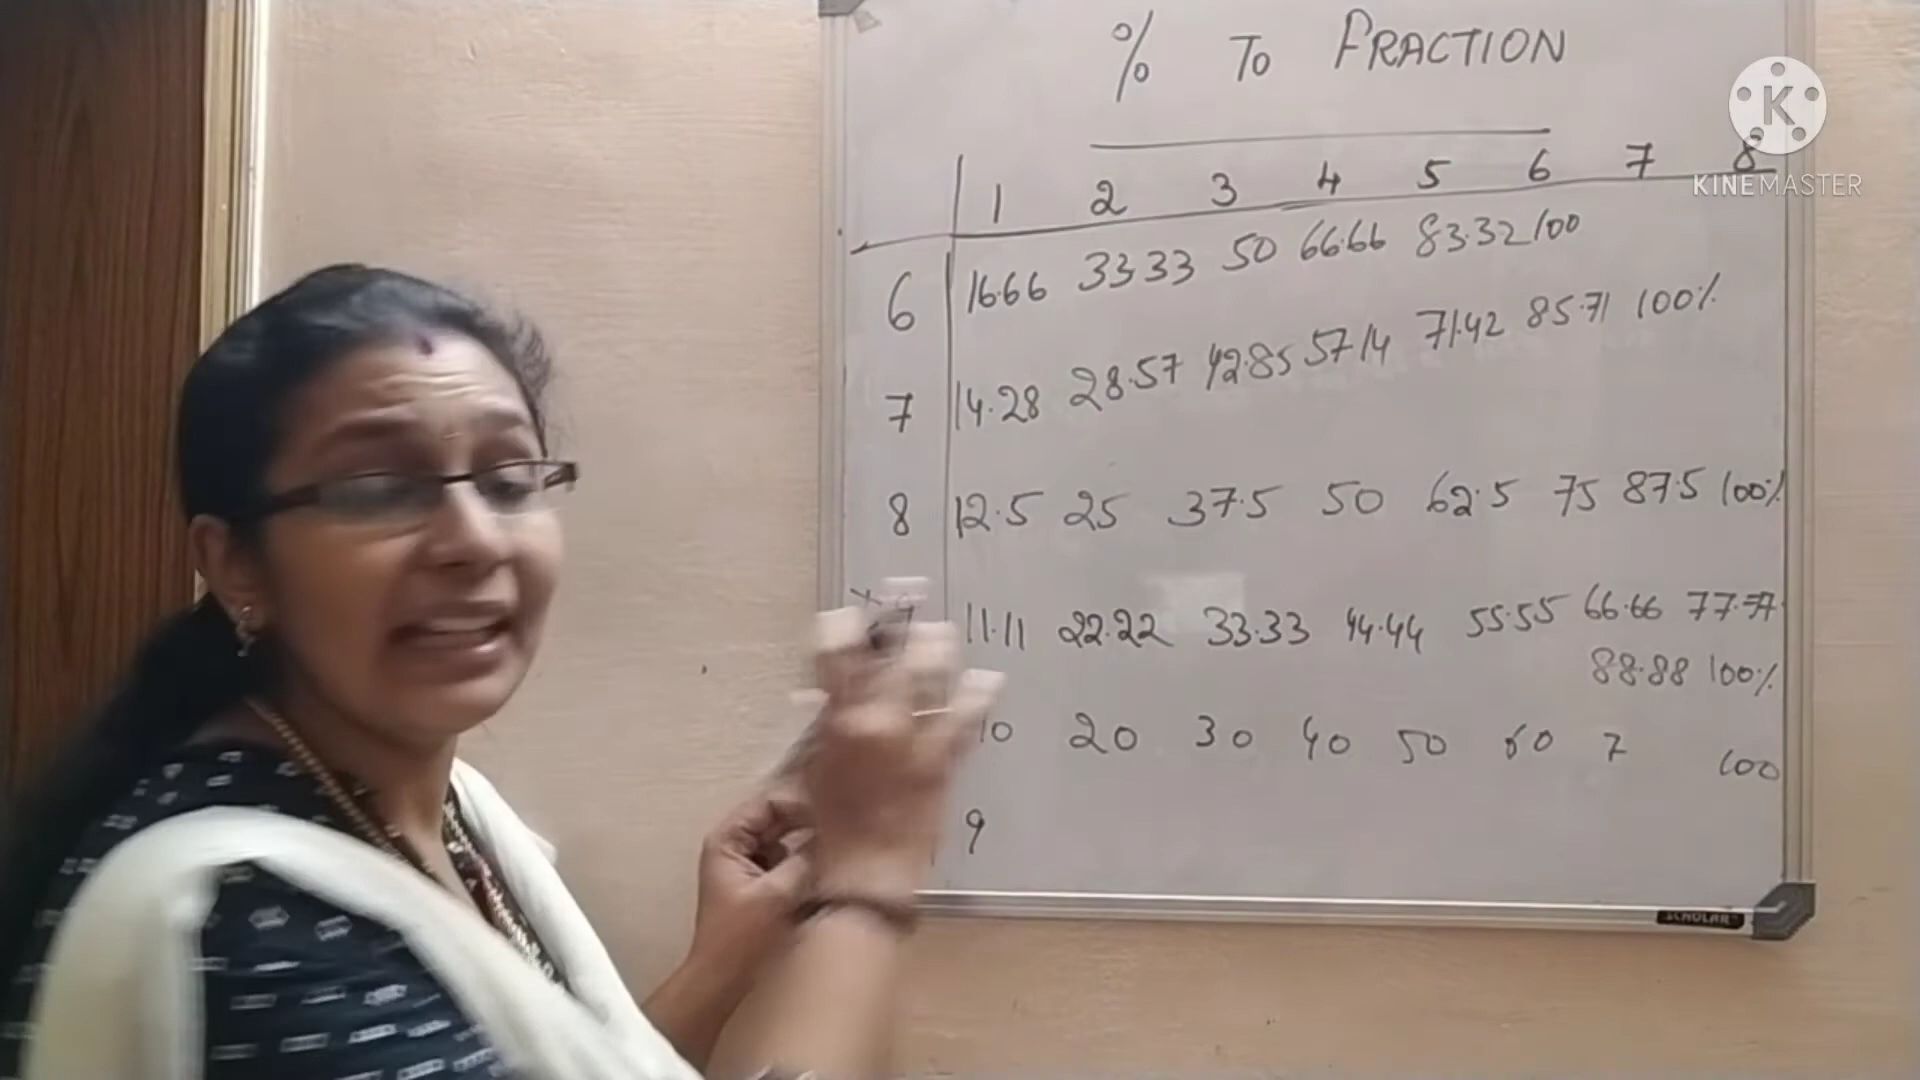 % TO FRACTION
1 2 3 4 5 6 7 8
6 16.66 33 33 50 66.66 83.32 100
7 14.28 28.57 42.85 57 14 71.42 85.71 100%
8 12.5 25 37.5 50 62.5 75 87.5 100%
11.11 22.22 33.33 44.44 55.55 66.66 77.77
88.88 100%
10 20 30 40 50 60 7 100
9
K
KINEMASTER
SCHOLAR